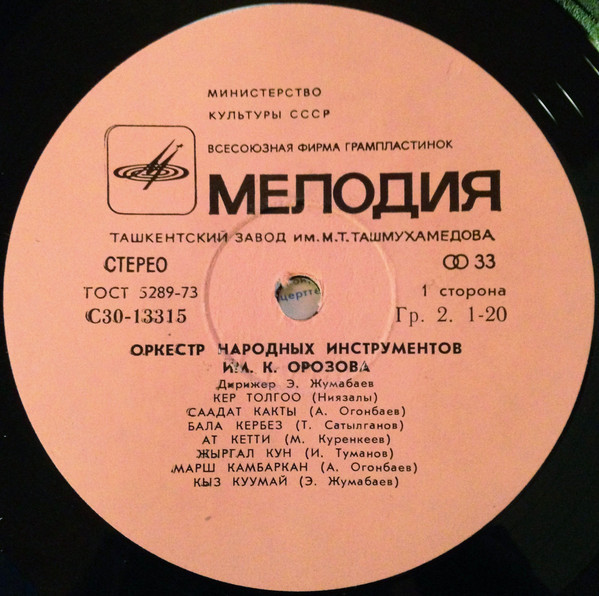 МИНИСТЕРСТВО
КУЛЬТУРЫ СССР
ВСЕСОЮЗНАЯ ФИРМА ГРАМПЛАСТИНОК
МЕЛОДИЯ
ТАШКЕНТСКИЙ ЗАВОД ИМ. М.Т. ТАШМУХАМЕДОВА
СТЕРЕО 33
ГОСТ 5289-73 1 сторона
С30-13315 Гр. 2. 1-20
ОРКЕСТР НАРОДНЫХ ИНСТРУМЕНТОВ
ИМ. К. ОРОЗОВА
Дирижер Э. Жумабаев
КЕР ТОЛГОО (Ниязалы)
СААДАТ КАКТЫ (А. Огонбаев)
БАЛА КЕРБЕЗ (Т. Сатылганов)
АТ КЕТТИ (М. Куренкеев)
ЖЫРГАЛ КУН (И. Туманов)
МАРШ КАМБАРКАН (А. Огонбаев)
КЫЗ КУУМАЙ (Э. Жумабаев)